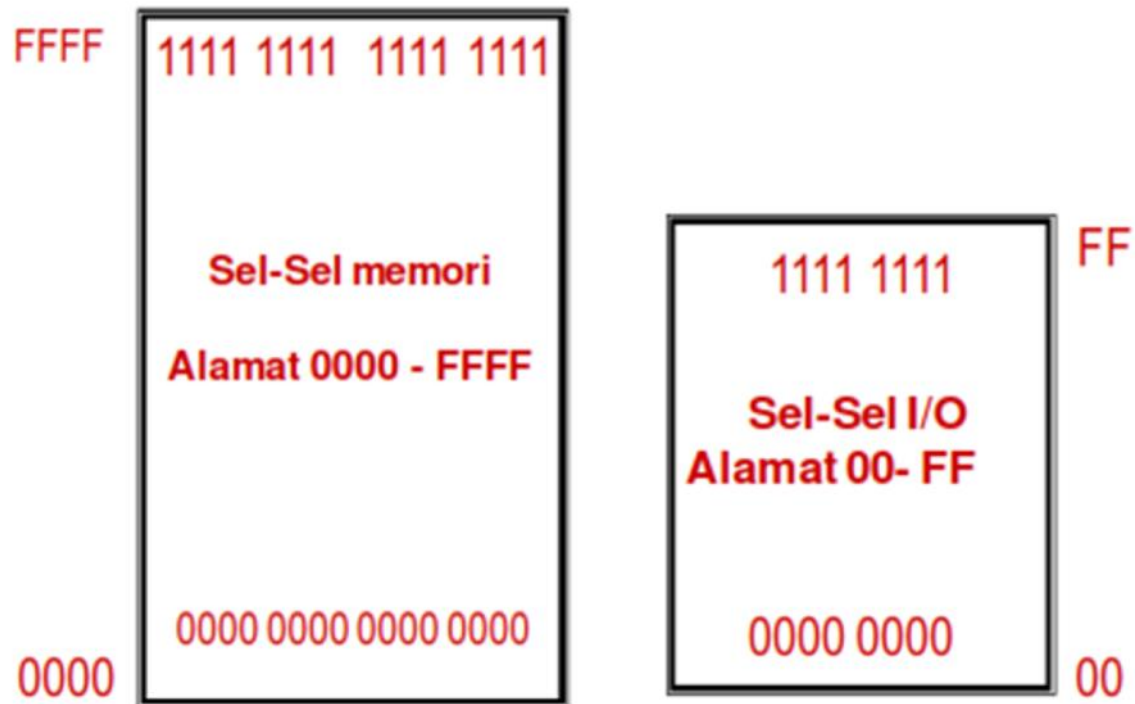 FFFF
1111 1111 1111 1111
Sel-Sel memori
Alamat 0000 - FFFF
0000 0000 0000 0000
0000
FF
1111 1111
Sel-Sel I/O
Alamat 00- FF
0000 0000
00